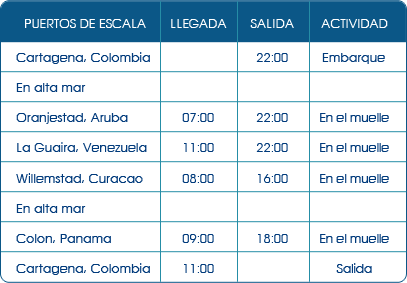 PUERTOS DE ESCALA LLEGADA SALIDA ACTIVIDAD
Cartagena, Colombia 22:00 Embarque
En alta mar
Oranjestad, Aruba 07:00 22:00 En el muelle
La Guaira, Venezuela 11:00 22:00 En el muelle
Willemstad, Curacao 08:00 16:00 En el muelle
En alta mar
Colon, Panama 09:00 18:00 En el muelle
Cartagena, Colombia 11:00 Salida